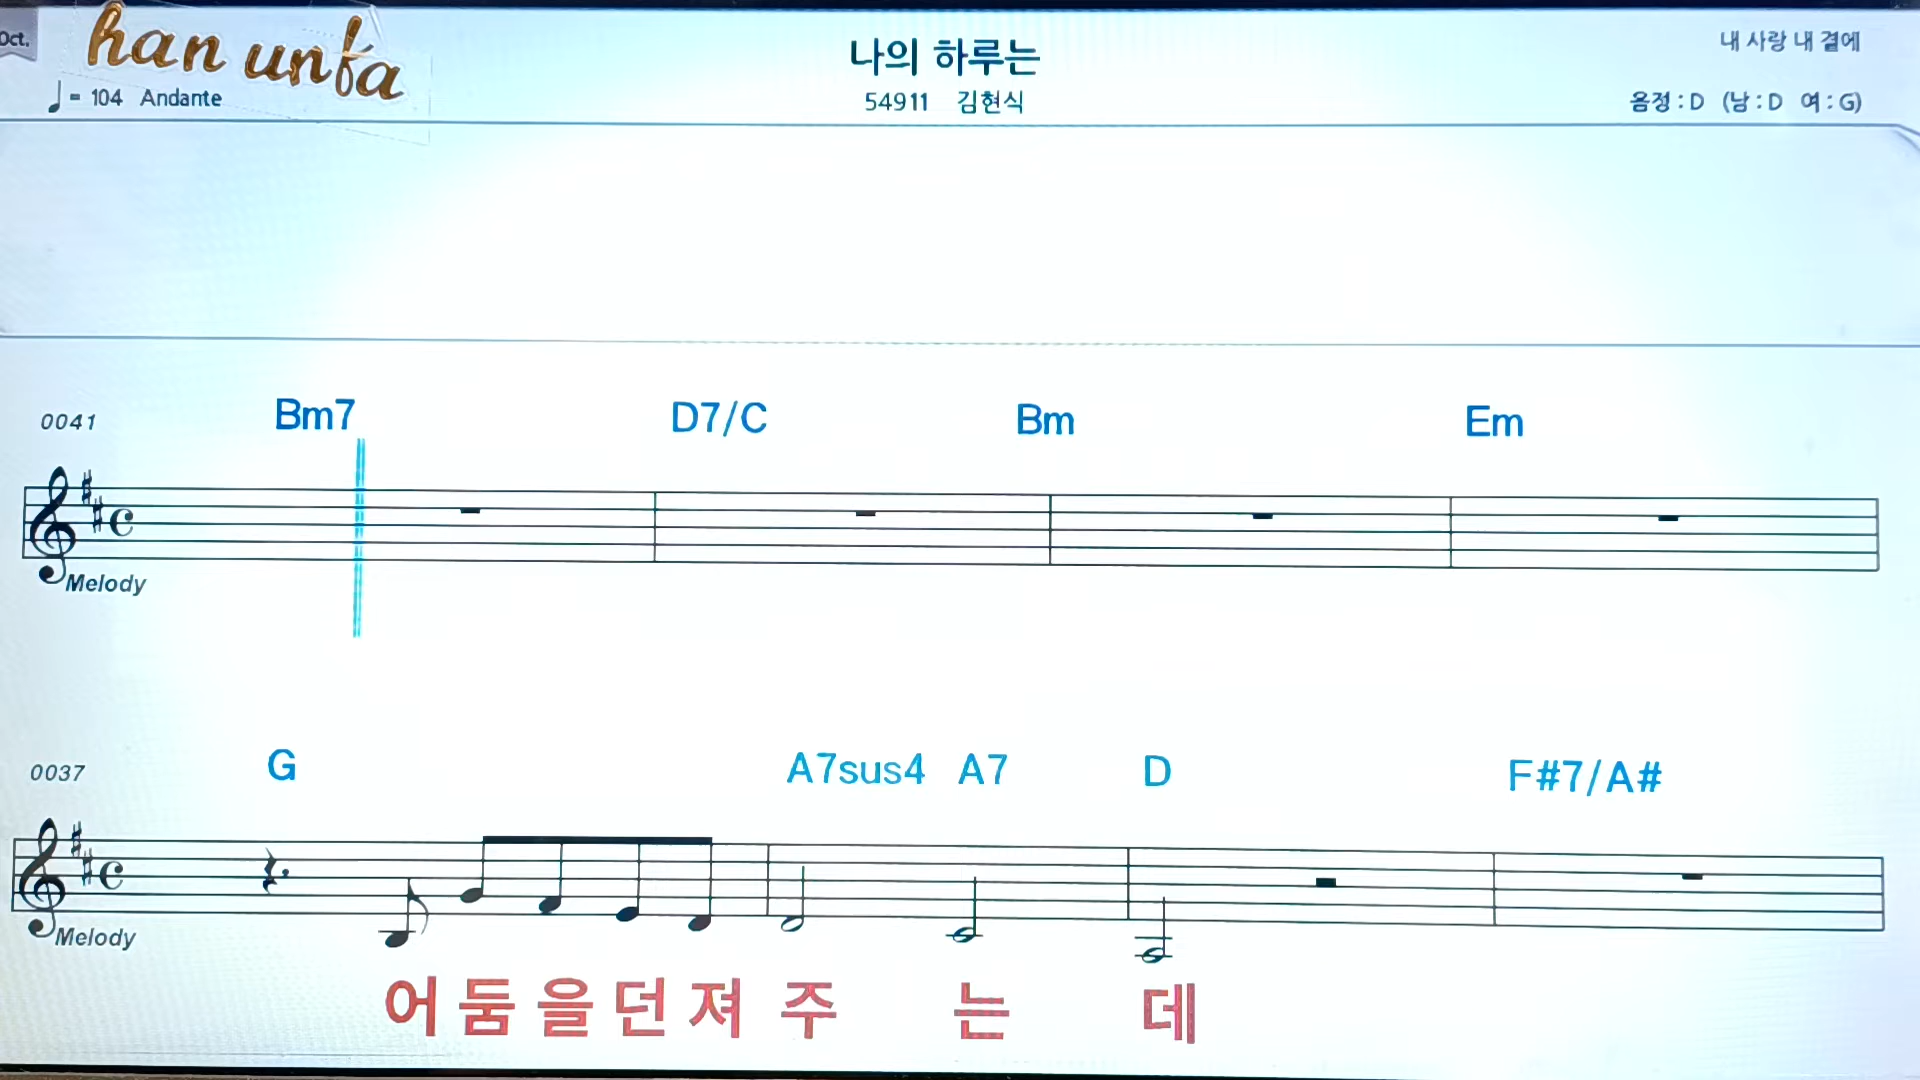 Oct.
han unfa
♩= 104 Andante
나의 하루는
54911 김현식
내 사랑 내 곁에
음정 : D (남 : D 여 : G)
0041 Bm7 D7/C Bm Em
Melody
0037 G A7sus4 A7 D F#7/A#
Melody
어둠을던져 주 는 데